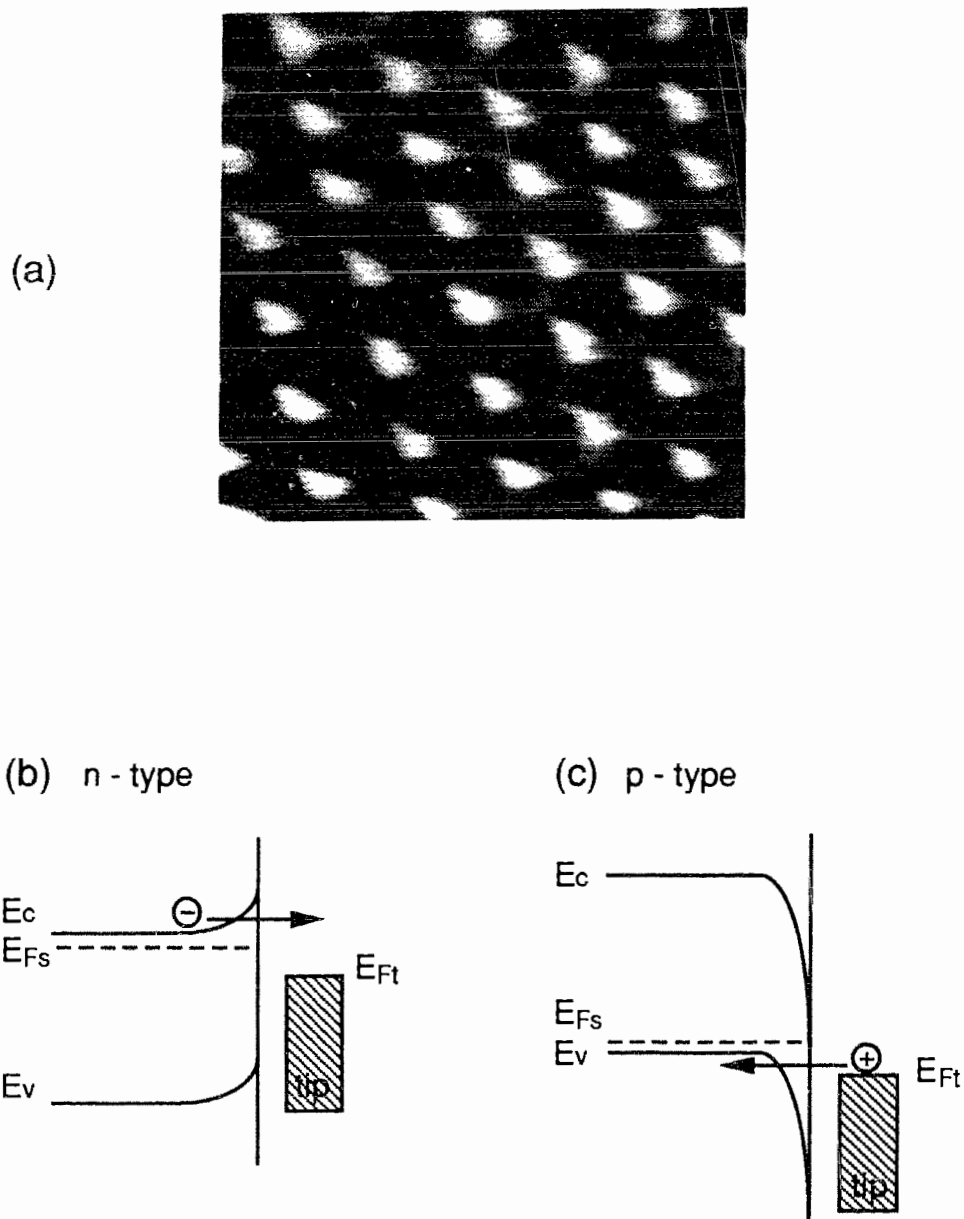 (a)
(b) n - type
(c) p - type
Ec
EFs
EFt
Ev
tip
Ec
EFs
Ev
EFt
tip